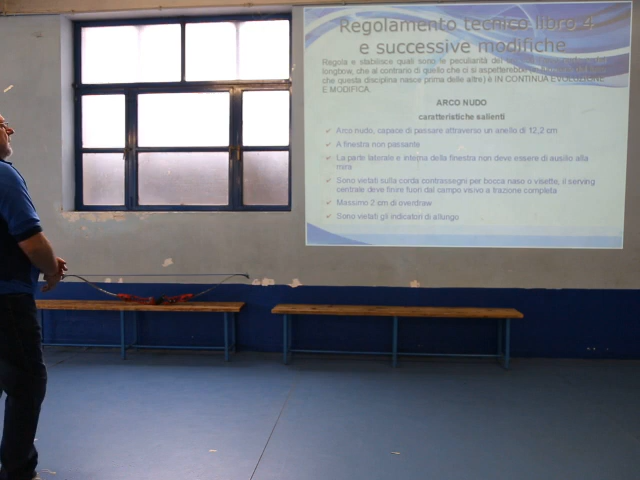 Regolamento tecnico libro 4
e successive modifiche
Regola e stabilisce quali sono le peculiarità
longbow, che al contrario di quello che ci si aspetterebbe
che questa disciplina nasce prima delle altre) è IN CONTINUA EVOLUZIONE
E MODIFICA.
ARCO NUDO
caratteristiche salienti
✓ Arco nudo, capace di passare attraverso un anello di 12,2 cm
✓ A finestra non passante
✓ La parte laterale e interna della finestra non deve essere di ausilio alla
mira
✓ Sono vietati sulla corda contrassegni per bocca naso o visette, il serving
centrale deve finire fuori dal campo visivo a trazione completa
✓ Massimo 2 cm di overdraw
✓ Sono vietati gli indicatori di allungo